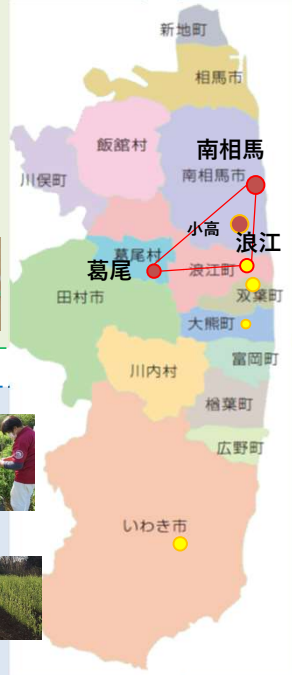 新地町
相馬市
飯舘村
南相馬
川俣町
南相馬市
小高
浪江
葛尾村
葛尾
浪江町
田村市
双葉町
大熊町
富岡町
川内村
楢葉町
広野町
いわき市